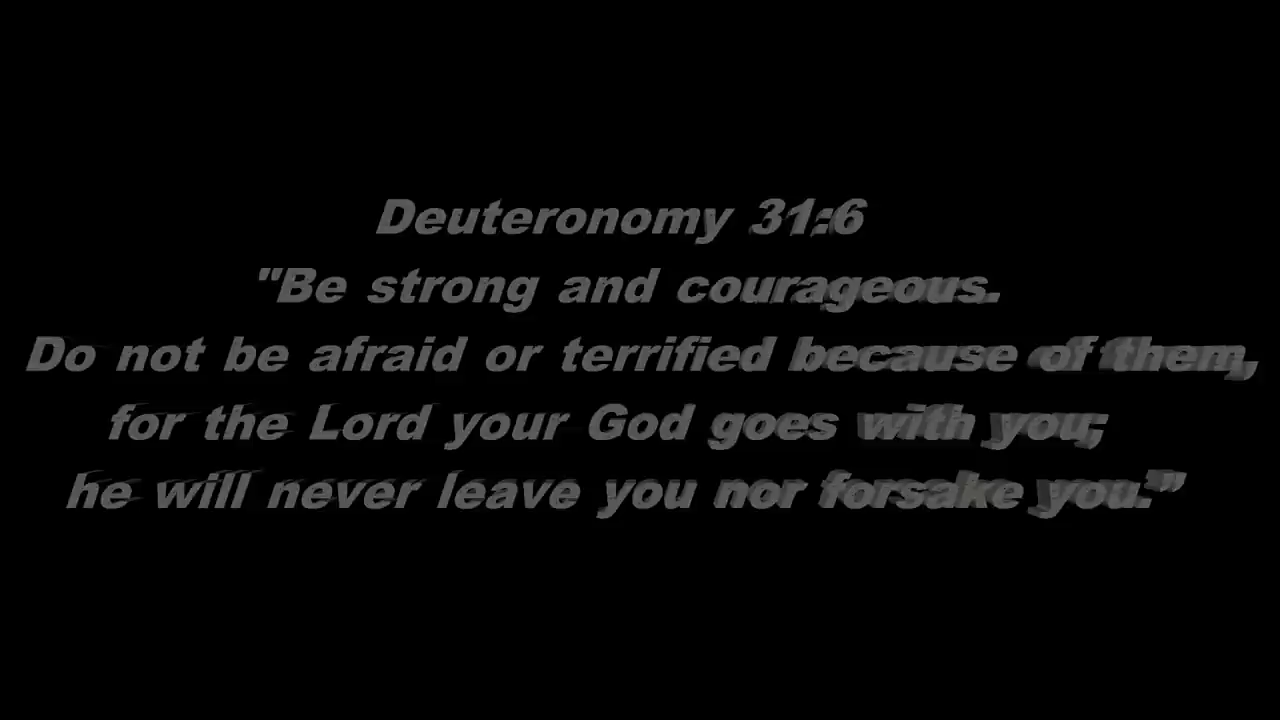 Deuteronomy 31:6
"Be strong and courageous.
Do not be afraid or terrified because of them,
for the Lord your God goes with you;
he will never leave you nor forsake you.”